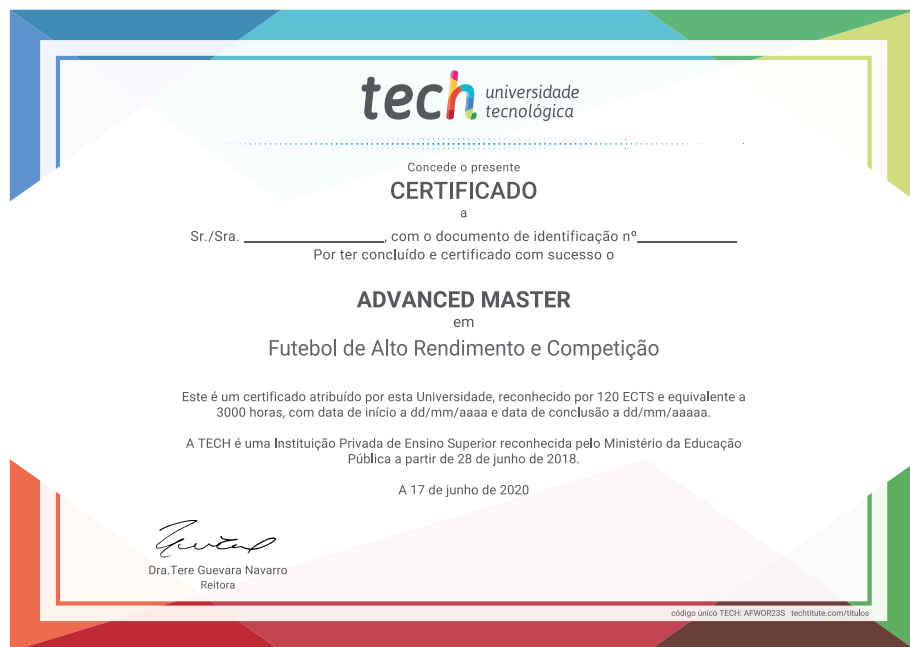 tech universidade
tecnológica
Concede o presente
CERTIFICADO
a
Sr./Sra. , com o documento de identificação nº
Por ter concluído e certificado com sucesso o
ADVANCED MASTER
em
Futebol de Alto Rendimento e Competição
Este é um certificado atribuído por esta Universidade, reconhecido por 120 ECTS e equivalente a
3000 horas, com data de início a dd/mm/aaaa e data de conclusão a dd/mm/aaaaa.
A TECH é uma Instituição Privada de Ensino Superior reconhecida pelo Ministério da Educação
Pública a partir de 28 de junho de 2018.
A 17 de junho de 2020
Dra.Tere Guevara Navarro
Reitora
código único TECH: AFWOR23S techtitute.com/titulos